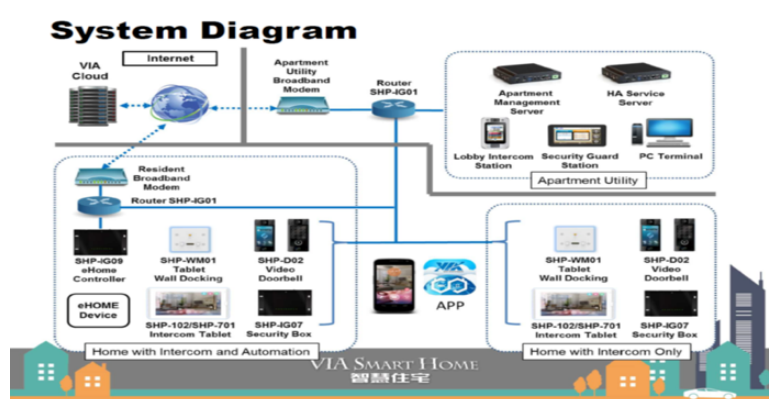 System Diagram
VIA
Cloud
Internet
Apartment
Utility
Broadband
Modem
Router
SHP-IG01
Apartment
Management
Server
HA Service
Server
Lobby Intercom
Station
Security Guard
Station
PC Terminal
Apartment Utility
Resident
Broadband
Modem
Router SHP-IG01
SHP-IG09
eHome
Controller
SHP-WM01
Tablet
Wall Docking
SHP-D02
Video
Doorbell
eHOME
Device
SHP-102/SHP-701
Intercom Tablet
SHP-IG07
Security Box
Home with Intercom and Automation
VIA
APP
SHP-WM01
Tablet
Wall Docking
SHP-D02
Video
Doorbell
SHP-102/SHP-701
Intercom Tablet
SHP-IG07
Security Box
Home with Intercom Only
VIA SMART HOME
智慧住宅